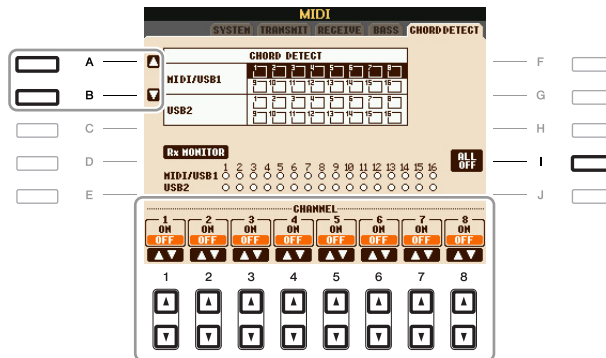 MIDI
SYSTEM TRANSMIT RECEIVE BASS CHORD DETECT
CHORD DETECT
MIDI/USB1
1 2 3 4 5 6 7 8
9 10 11 12 13 14 15 16
USB2
1 2 3 4 5 6 7 8
9 10 11 12 13 14 15 16
A
B
C
D
E
F
G
H
I
J
Rx MONITOR
1 2 3 4 5 6 7 8 9 10 11 12 13 14 15 16
MIDI/USB1
USB2
ALL OFF
CHANNEL
1 2 3 4 5 6 7 8
ON ON ON ON ON ON ON ON
OFF OFF OFF OFF OFF OFF OFF OFF
1 2 3 4 5 6 7 8